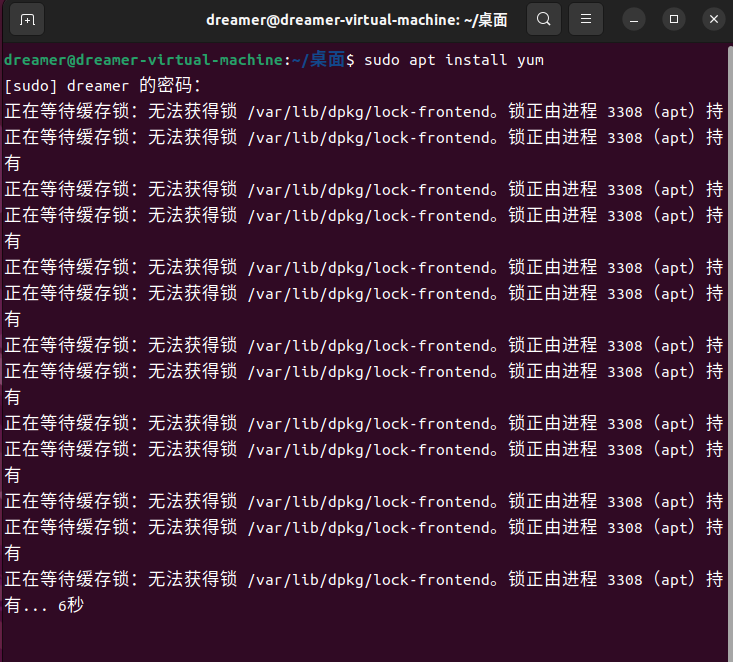 dreamer@dreamer-virtual-machine: ~/桌面
dreamer@dreamer-virtual-machine:~/桌面$ sudo apt install yum
[sudo] dreamer 的密码：
正在等待缓存锁：无法获得锁 /var/lib/dpkg/lock-frontend。锁正由进程 3308（apt）持
正在等待缓存锁：无法获得锁 /var/lib/dpkg/lock-frontend。锁正由进程 3308（apt）持
有
正在等待缓存锁：无法获得锁 /var/lib/dpkg/lock-frontend。锁正由进程 3308（apt）持
正在等待缓存锁：无法获得锁 /var/lib/dpkg/lock-frontend。锁正由进程 3308（apt）持
有
正在等待缓存锁：无法获得锁 /var/lib/dpkg/lock-frontend。锁正由进程 3308（apt）持
正在等待缓存锁：无法获得锁 /var/lib/dpkg/lock-frontend。锁正由进程 3308（apt）持
有
正在等待缓存锁：无法获得锁 /var/lib/dpkg/lock-frontend。锁正由进程 3308（apt）持
正在等待缓存锁：无法获得锁 /var/lib/dpkg/lock-frontend。锁正由进程 3308（apt）持
有
正在等待缓存锁：无法获得锁 /var/lib/dpkg/lock-frontend。锁正由进程 3308（apt）持
正在等待缓存锁：无法获得锁 /var/lib/dpkg/lock-frontend。锁正由进程 3308（apt）持
有
正在等待缓存锁：无法获得锁 /var/lib/dpkg/lock-frontend。锁正由进程 3308（apt）持
正在等待缓存锁：无法获得锁 /var/lib/dpkg/lock-frontend。锁正由进程 3308（apt）持
有
正在等待缓存锁：无法获得锁 /var/lib/dpkg/lock-frontend。锁正由进程 3308（apt）持
有... 6秒